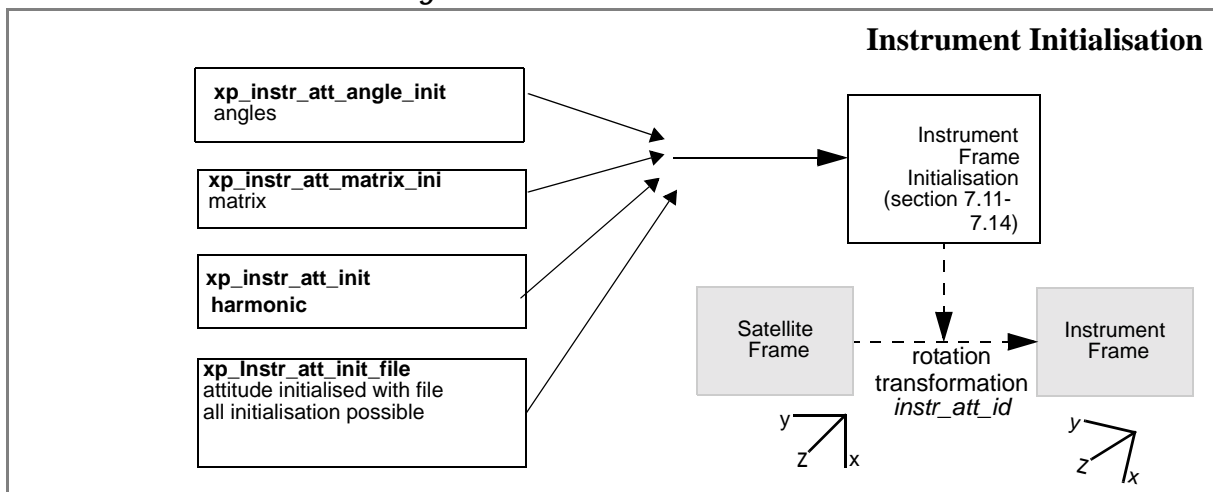 Instrument Initialisation
xp_instr_att_angle_init
angles
xp_instr_att_matrix_ini
matrix
xp_instr_att_init
harmonic
xp_Instr_att_init_file
attitude initialised with file
all initialisation possible
Instrument
Frame
Initialisation
(section 7.11-
7.14)
Satellite
Frame
rotation
transformation
instr_att_id
Instrument
Frame
y
Z
x
y
Z
x